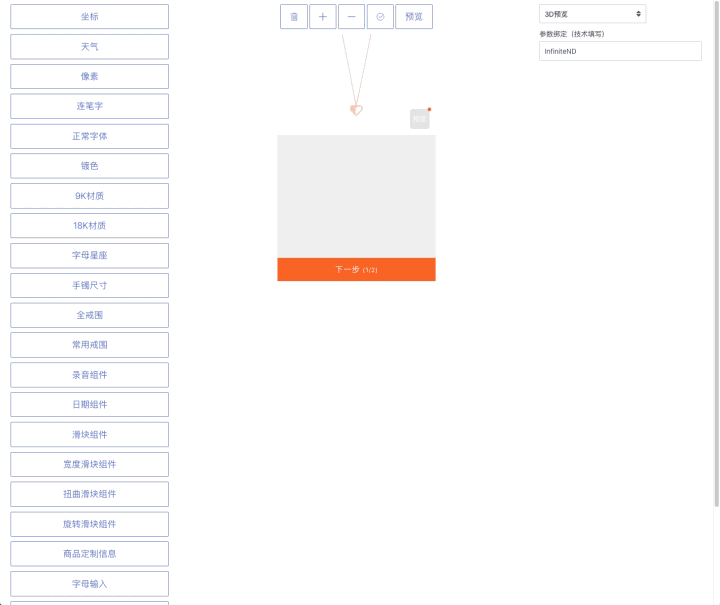 坐标
天气
像素
连笔字
正常字体
镀色
9K材质
18K材质
字母星座
手镯尺寸
全戒围
常用戒围
录音组件
日期组件
滑块组件
宽度滑块组件
扭曲滑块组件
旋转滑块组件
商品定制信息
字母输入
预览
预览
下一步 (1/2)
3D预览
参数绑定（技术填写）
InfiniteND